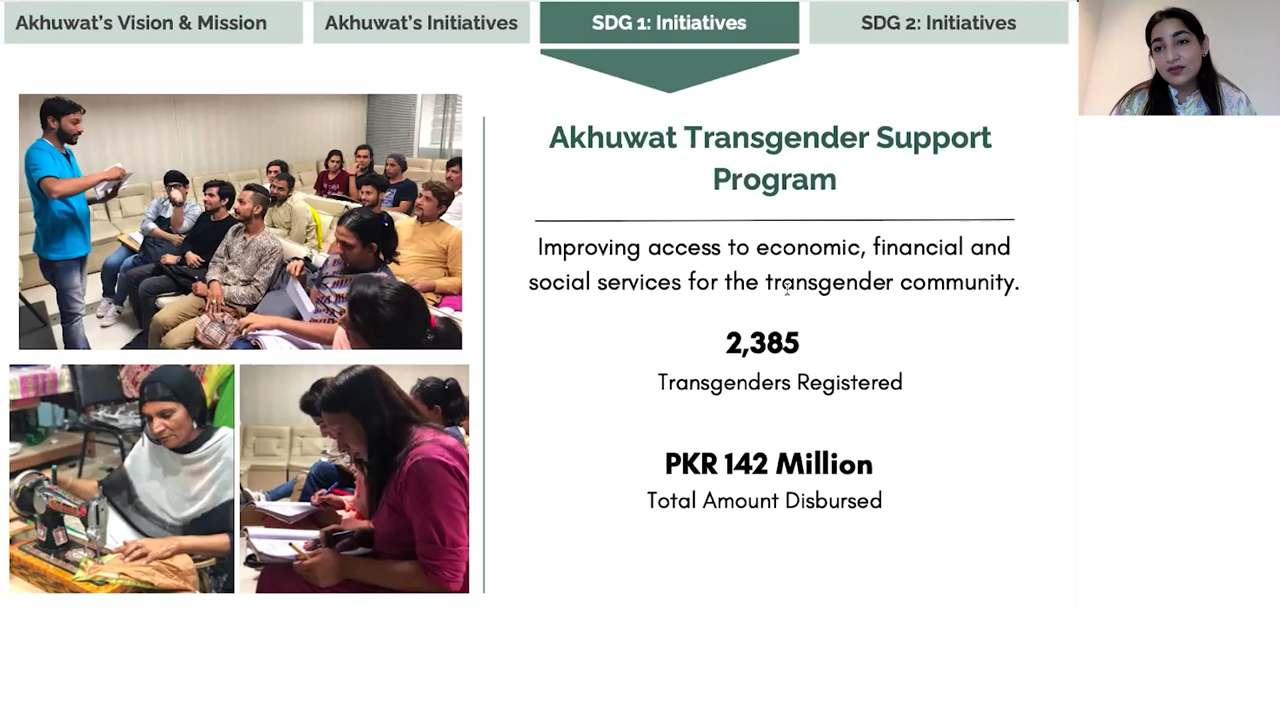 Akhuwat's Vision & Mission
Akhuwat's Initiatives
SDG 1: Initiatives
SDG 2: Initiatives
Akhuwat Transgender Support
Program
Improving access to economic, financial and
social services for the transgender community.
2,385
Transgenders Registered
PKR 142 Million
Total Amount Disbursed